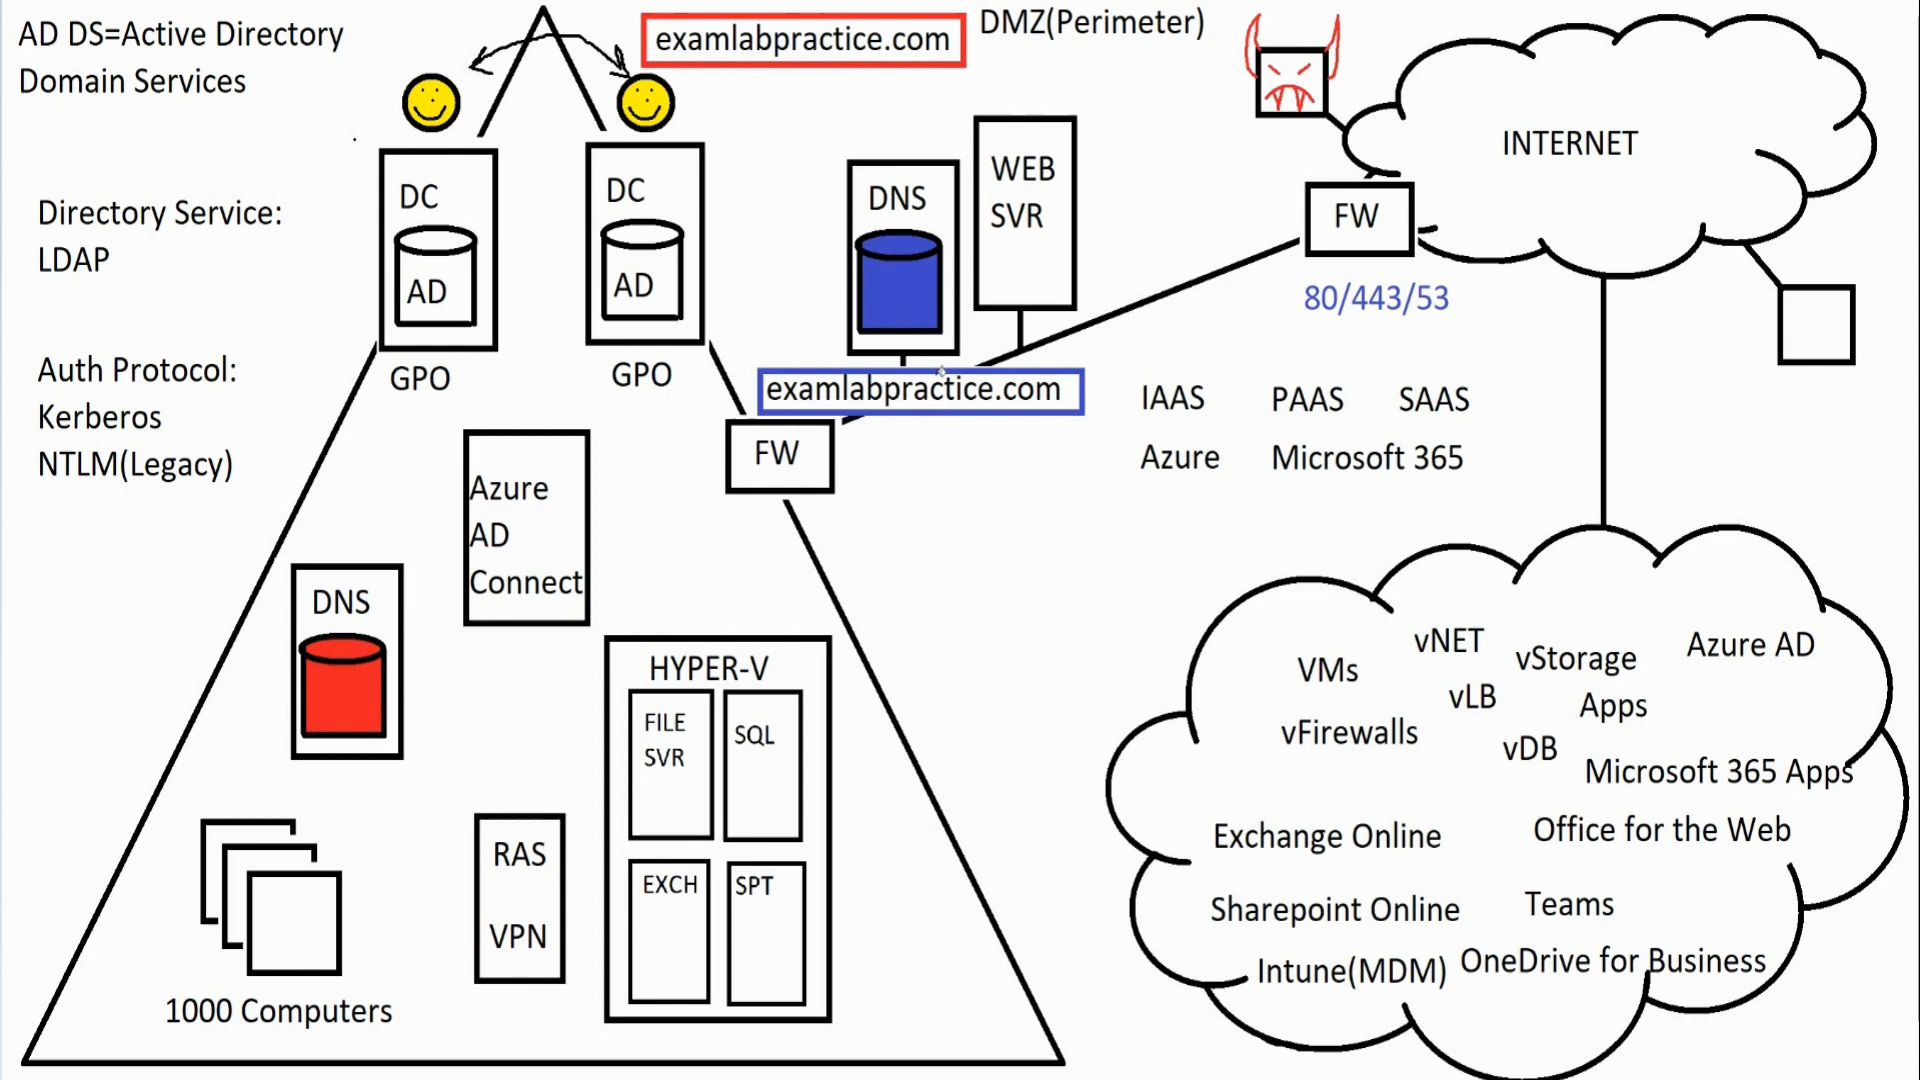 AD DS=Active Directory
Domain Services
examlabpractice.com
DMZ(Perimeter)
INTERNET
Directory Service:
LDAP
DC
AD
GPO
DC
AD
GPO
DNS
WEB
SVR
FW
80/443/53
Auth Protocol:
Kerberos
NTLM(Legacy)
examlabpractice.com
FW
IAAS
PAAS
SAAS
Azure
Microsoft 365
Azure
AD
Connect
DNS
HYPER-V
FILE
SVR
SQL
EXCH
SPT
RAS
VPN
1000 Computers
VMs
vNET
vStorage
Azure AD
vLB
Apps
vFirewalls
vDB
Microsoft 365 Apps
Exchange Online
Office for the Web
Sharepoint Online
Teams
Intune(MDM)
OneDrive for Business